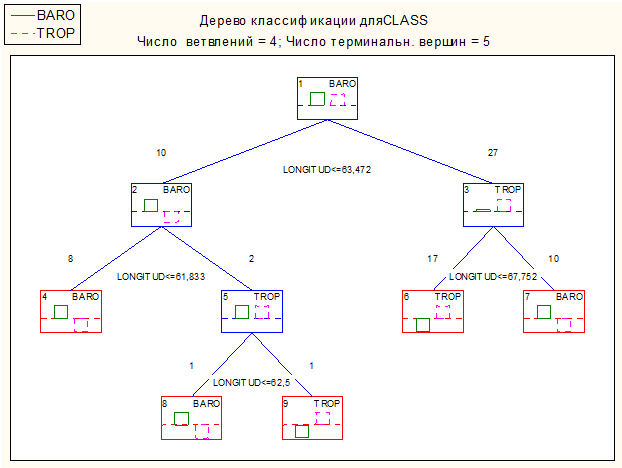 BARO
TROP
Дерево классификации дляCLASS
Число ветвлений = 4; Число терминальн. вершин = 5
1 BARO
10 27
LONGITUD<=63,472
2 BARO 3 TROP
8 2 17 10
LONGITUD<=61,833 LONGITUD<=67,752
4 BARO 5 TROP 6 TROP 7 BARO
1 1
LONGITUD<=62,5
8 BARO 9 TROP